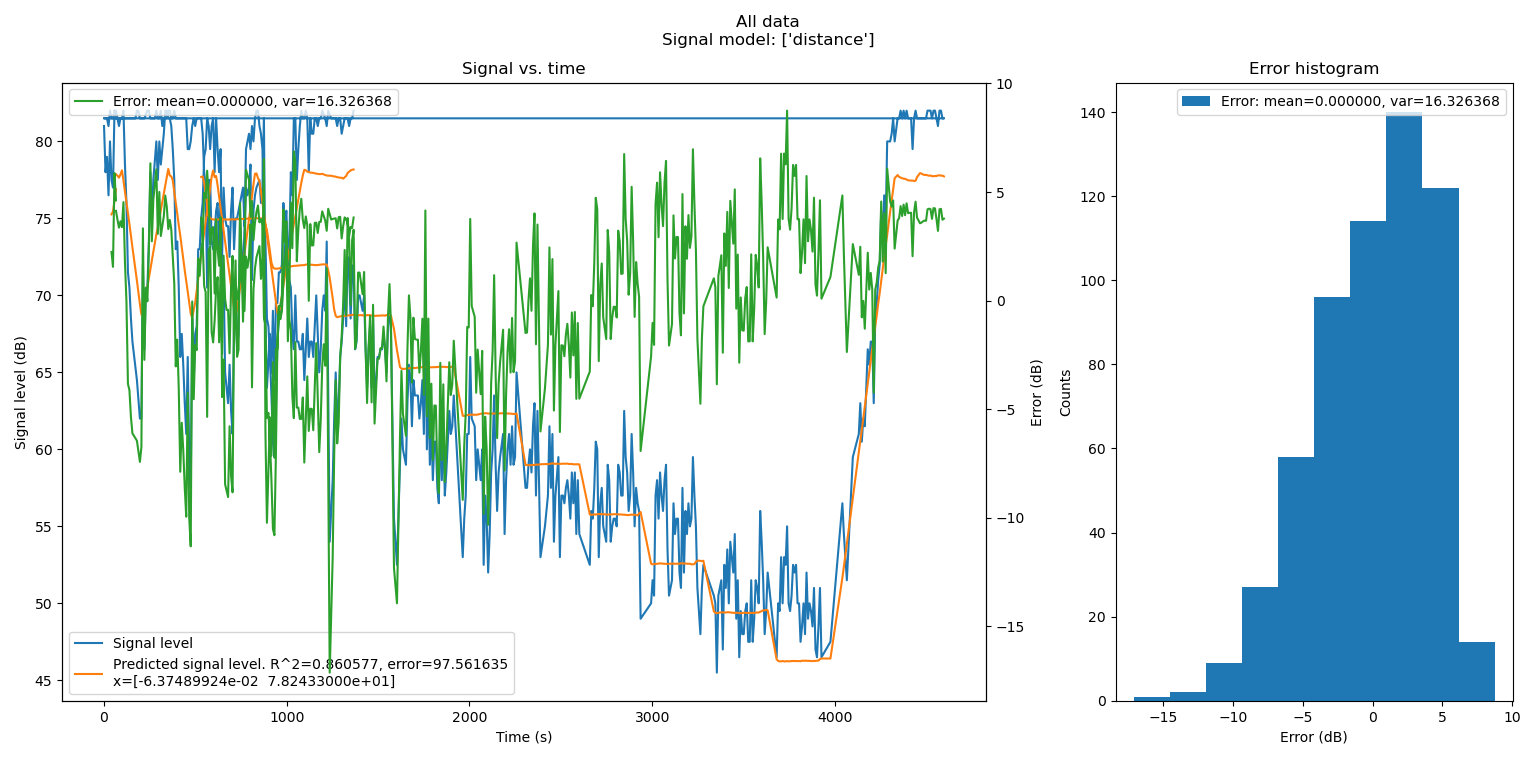 All data
Signal model: ['distance']
Signal vs. time
Error: mean=0.000000, var=16.326368
Signal level (dB)
80
75
70
65
60
55
50
45
Signal level
Predicted signal level. R^2=0.860577, error=97.561635
x=[-6.37489924e-02  7.82433000e+01]
0 1000 2000 3000 4000
Time (s)
10
5
0
−5
−10
−15
Error (dB)
Error histogram
Error: mean=0.000000, var=16.326368
Counts
140
120
100
80
60
40
20
0
−15 −10 −5 0 5 10
Error (dB)